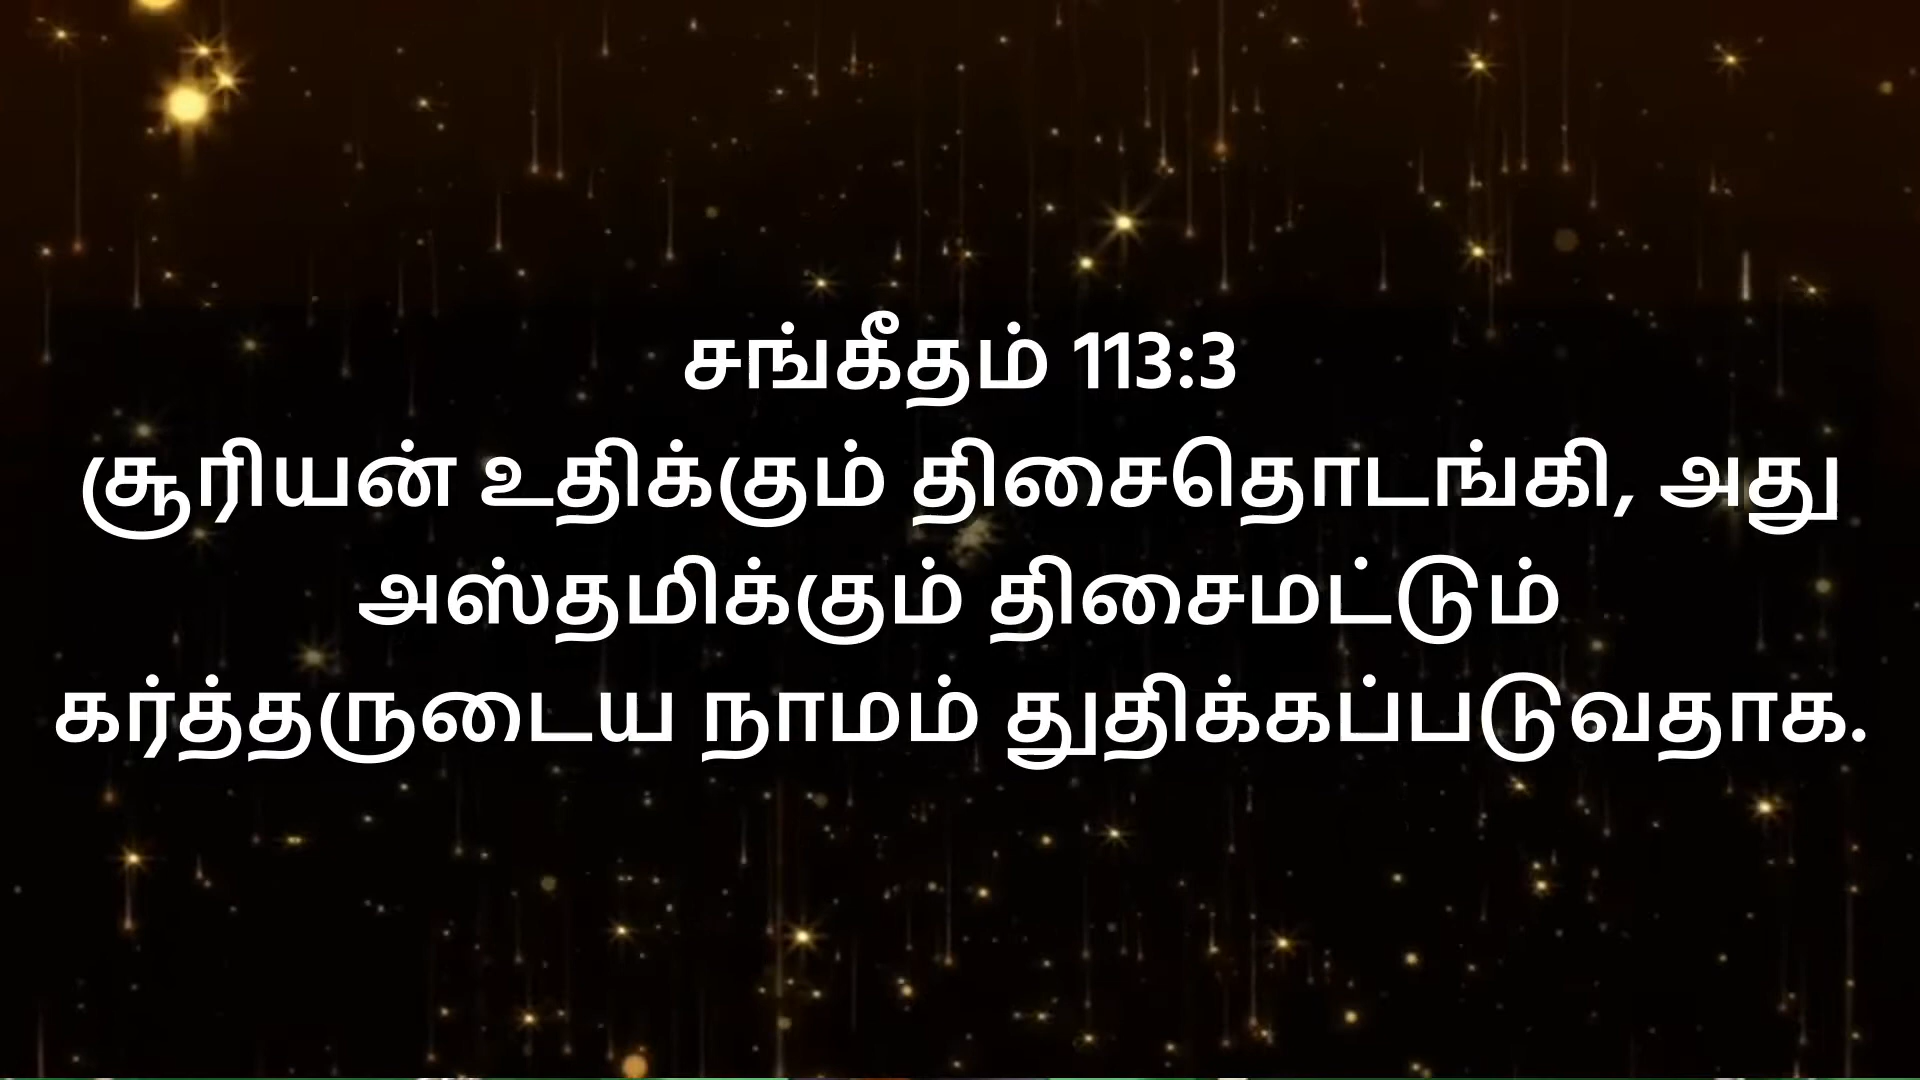 சங்கீதம் 113:3
சூரியன் உதிக்கும் திசைதொடங்கி, அது
அஸ்தமிக்கும் திசைமட்டும்
கர்த்தருடைய நாமம் துதிக்கப்படுவதாக.